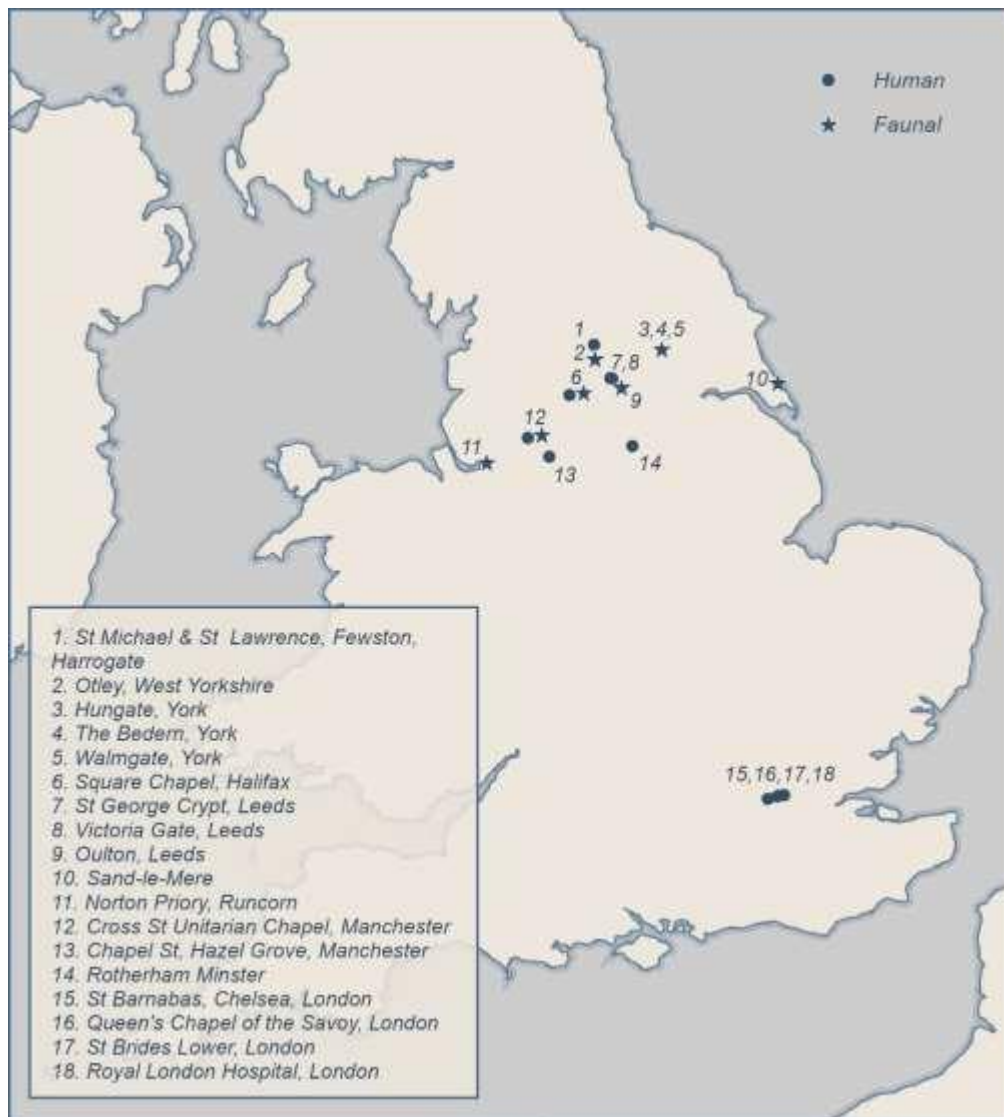 Human
Faunal
1
3,4,5
2
7,8
6
10
9
12
11
13
14
15,16,17,18
1. St Michael & St Lawrence, Fewston,
Harrogate
2. Otley, West Yorkshire
3. Hungate, York
4. The Bedern, York
5. Walmgate, York
6. Square Chapel, Halifax
7. St George Crypt, Leeds
8. Victoria Gate, Leeds
9. Oulton, Leeds
10. Sand-le-Mere
11. Norton Priory, Runcorn
12. Cross St Unitarian Chapel, Manchester
13. Chapel St, Hazel Grove, Manchester
14. Rotherham Minster
15. St Barnabas, Chelsea, London
16. Queen's Chapel of the Savoy, London
17. St Brides Lower, London
18. Royal London Hospital, London